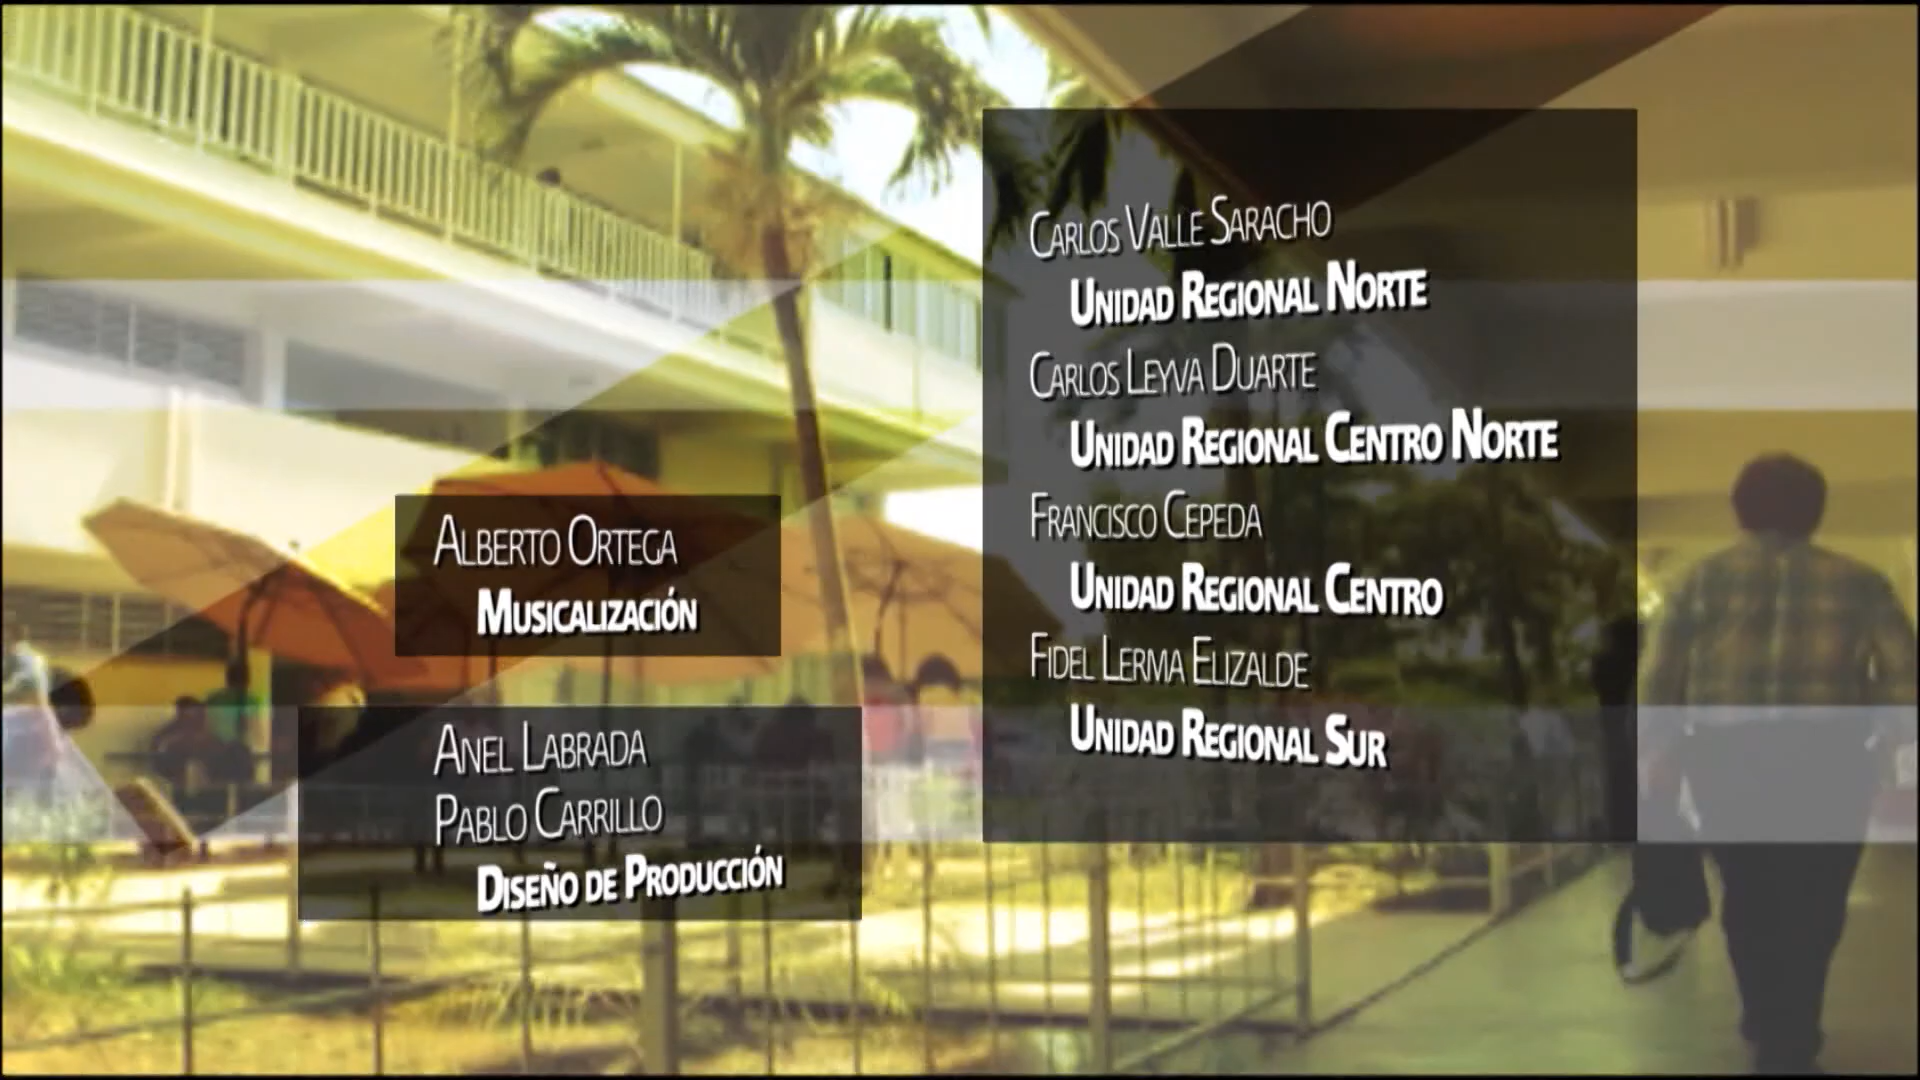 Alberto Ortega
Musicalización
Anel Labrada
Pablo Carrillo
Diseño de Producción
Carlos Valle Saracho
Unidad Regional Norte
Carlos Leyva Duarte
Unidad Regional Centro Norte
Francisco Cepeda
Unidad Regional Centro
Fidel Lerma Elizalde
Unidad Regional Sur